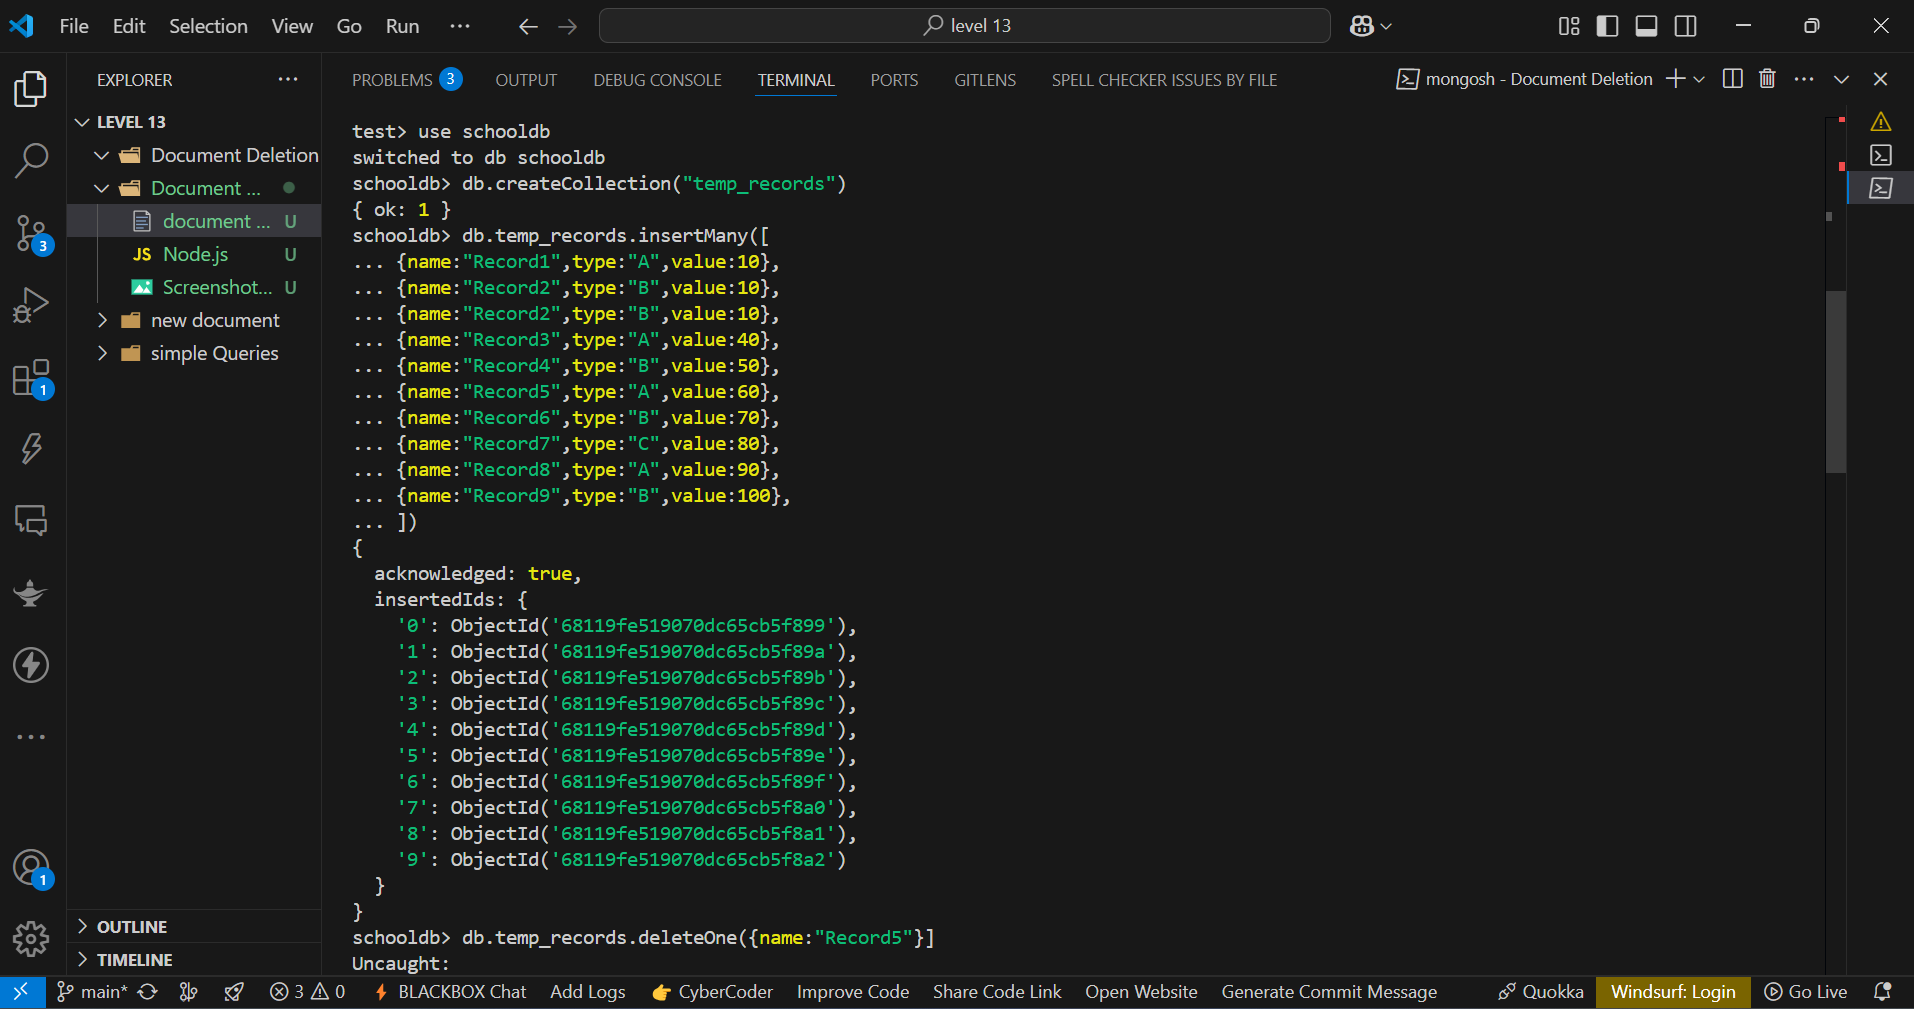 File Edit Selection View Go Run ··· level 13
EXPLORER ···
LEVEL 13
Document Deletion
Document ...
document ... U
JS Node.js U
Screenshot... U
new document
simple Queries
OUTLINE
TIMELINE
3
1
1
PROBLEMS 3 OUTPUT DEBUG CONSOLE TERMINAL PORTS GITLENS SPELL CHECKER ISSUES BY FILE mongosh - Document Deletion
test> use schooldb
switched to db schooldb
schooldb> db.createCollection("temp_records")
{ ok: 1 }
schooldb> db.temp_records.insertMany([
... {name:"Record1",type:"A",value:10},
... {name:"Record2",type:"B",value:10},
... {name:"Record2",type:"B",value:10},
... {name:"Record3",type:"A",value:40},
... {name:"Record4",type:"B",value:50},
... {name:"Record5",type:"A",value:60},
... {name:"Record6",type:"B",value:70},
... {name:"Record7",type:"C",value:80},
... {name:"Record8",type:"A",value:90},
... {name:"Record9",type:"B",value:100},
... ])
{
  acknowledged: true,
  insertedIds: {
    '0': ObjectId('68119fe519070dc65cb5f899'),
    '1': ObjectId('68119fe519070dc65cb5f89a'),
    '2': ObjectId('68119fe519070dc65cb5f89b'),
    '3': ObjectId('68119fe519070dc65cb5f89c'),
    '4': ObjectId('68119fe519070dc65cb5f89d'),
    '5': ObjectId('68119fe519070dc65cb5f89e'),
    '6': ObjectId('68119fe519070dc65cb5f89f'),
    '7': ObjectId('68119fe519070dc65cb5f8a0'),
    '8': ObjectId('68119fe519070dc65cb5f8a1'),
    '9': ObjectId('68119fe519070dc65cb5f8a2')
  }
}
schooldb> db.temp_records.deleteOne({name:"Record5"}]
Uncaught:
main* 3 0 BLACKBOX Chat Add Logs CyberCoder Improve Code Share Code Link Open Website Generate Commit Message Quokka Windsurf: Login Go Live